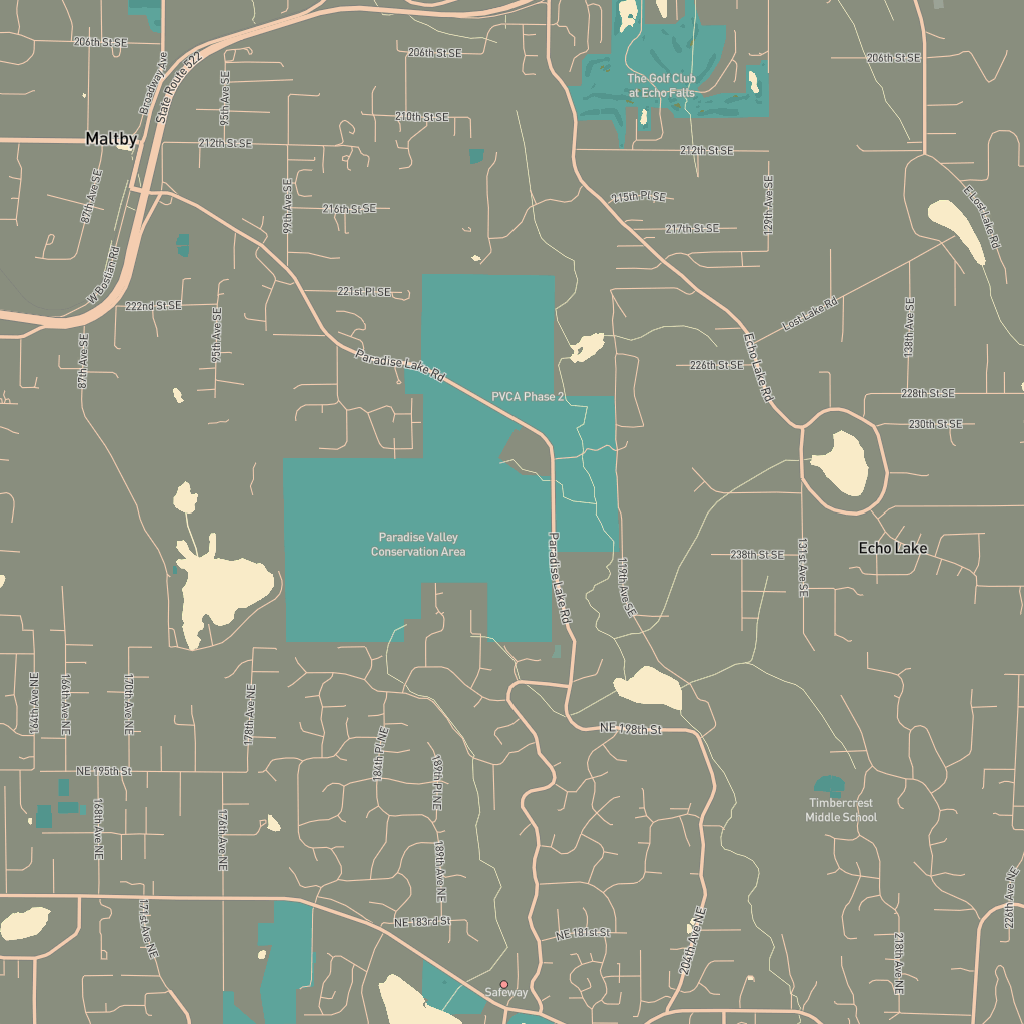 206th St SE
206th St SE
206th St SE
Broadway Ave
State Route 522
95th Ave SE
The Golf Club
at Echo Falls
210th St SE
Maltby
212th St SE
212th St SE
87th Ave SE
99th Ave SE
216th St SE
215th Pl SE
129th Ave SE
E Lost Lake Rd
217th St SE
W Bostian Rd
221st Pl SE
222nd St SE
95th Ave SE
Lost Lake Rd
138th Ave SE
87th Ave SE
Paradise Lake Rd
226th St SE
Echo Lake Rd
PVCA Phase 2
228th St SE
230th St SE
Paradise Valley
Conservation Area
Paradise Lake Rd
119th Ave SE
238th St SE
131st Ave SE
Echo Lake
164th Ave NE
166th Ave NE
170th Ave NE
178th Ave NE
NE 198th St
184th Pl NE
189th Pl NE
NE 195th St
168th Ave NE
176th Ave NE
189th Ave NE
Timbercrest
Middle School
171st Ave NE
NE 183rd St
NE 181st St
204th Ave NE
218th Ave NE
226th Ave NE
Safeway